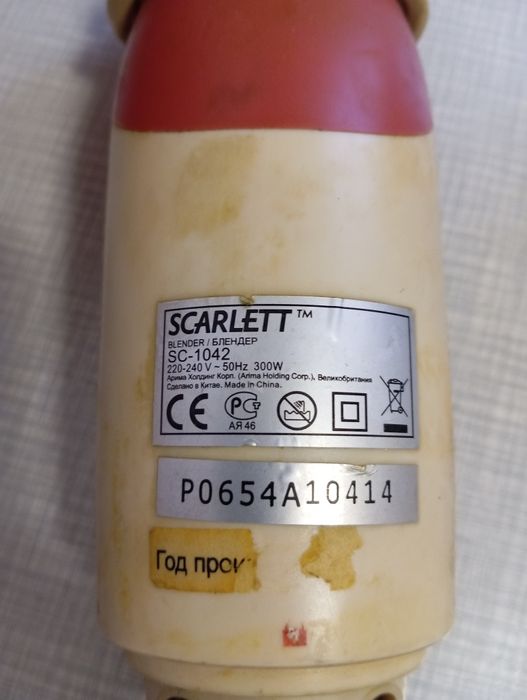 SCARLETT™
BLENDER / БЛЕНДЕР
SC-1042
220-240 V ~ 50Hz 300W
Арима Холдинг Корп. (Arima Holding Corp.), Великобритания
Сделано в Китае. Made in China.
CE РСТ
АЯ 46
P0654A10414
Год прои